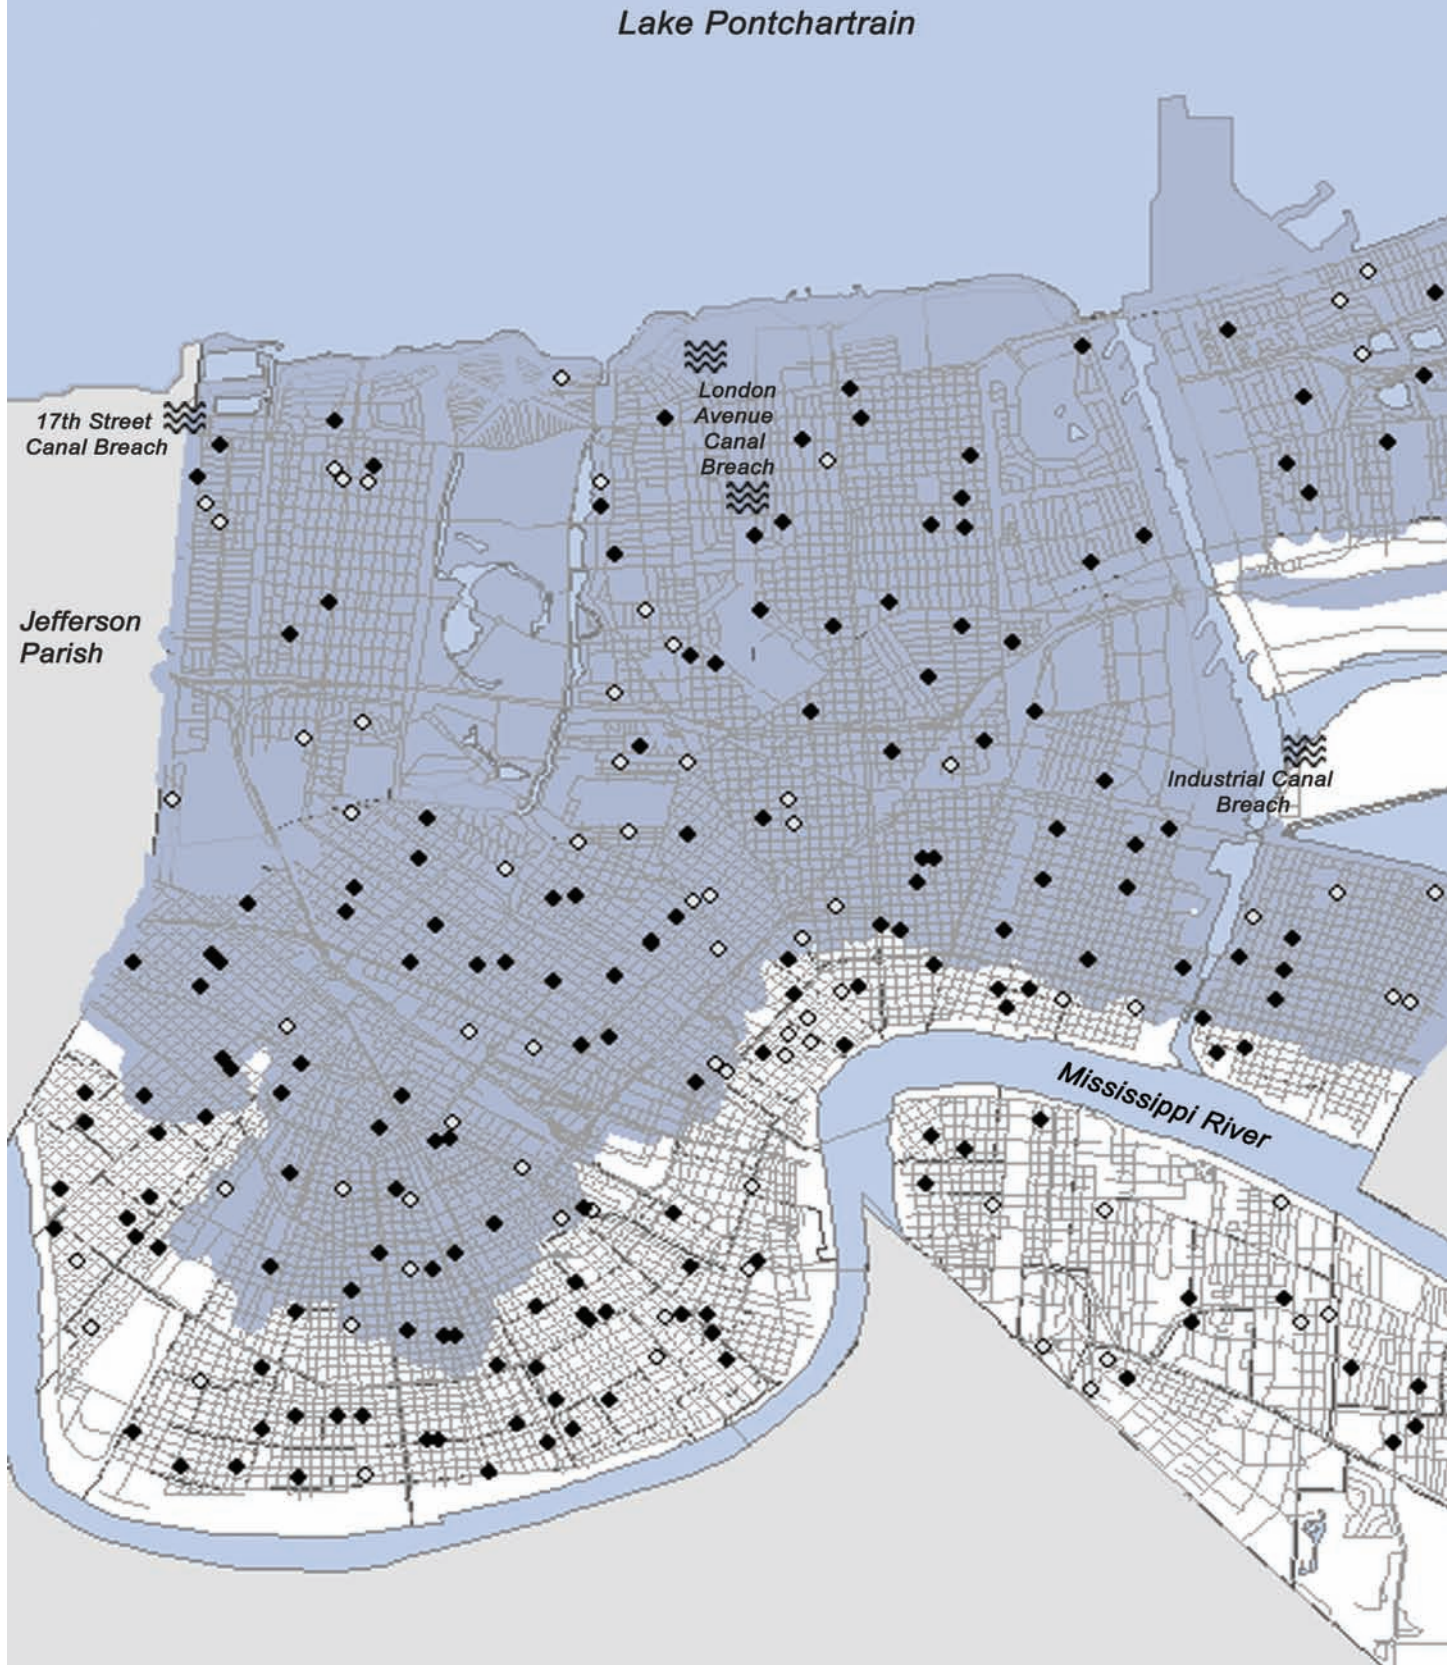 Lake Pontchartrain
17th Street
Canal Breach
London
Avenue
Canal
Breach
Jefferson
Parish
Industrial Canal
Breach
Mississippi River